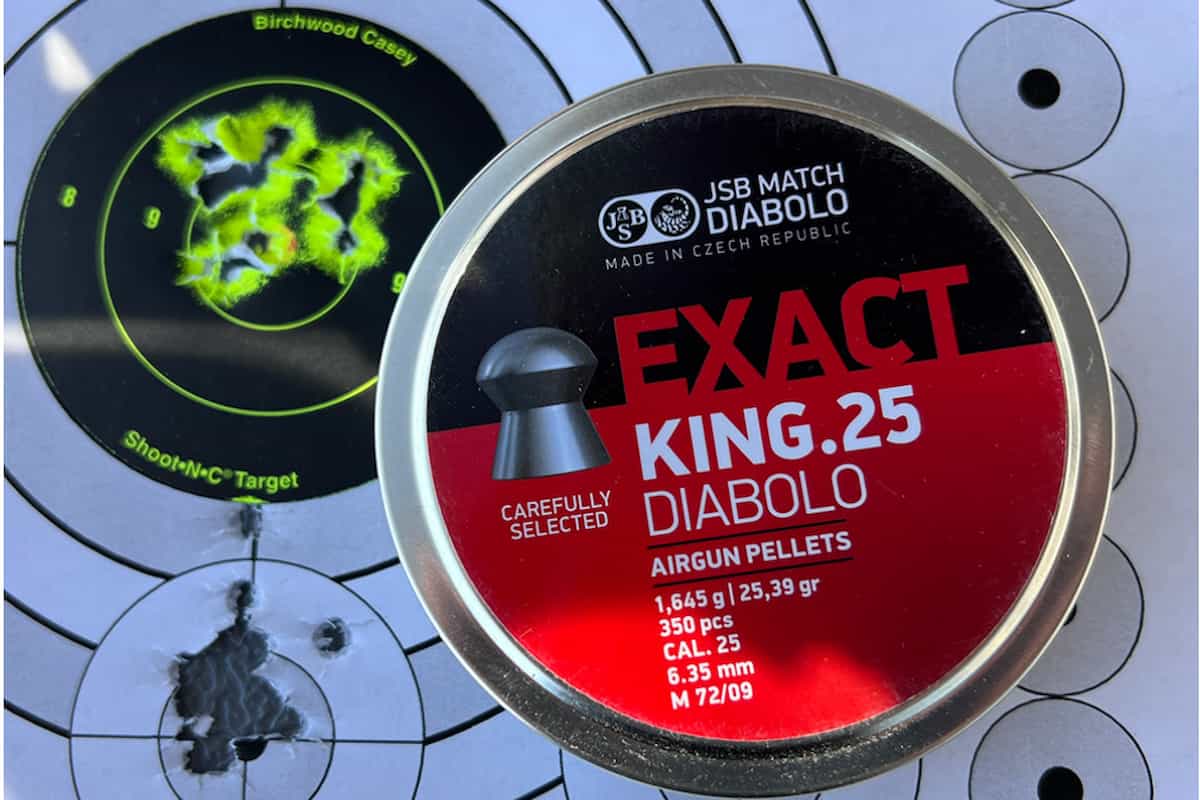 Birchwood Casey
8
9
9
Shoot•N•C® Target
JSB
JSB MATCH
DIABOLO
MADE IN CZECH REPUBLIC
EXACT
KING.25
DIABOLO
CAREFULLY
SELECTED
AIRGUN PELLETS
1,645 g | 25,39 gr
350 pcs
CAL. 25
6.35 mm
M 72/09